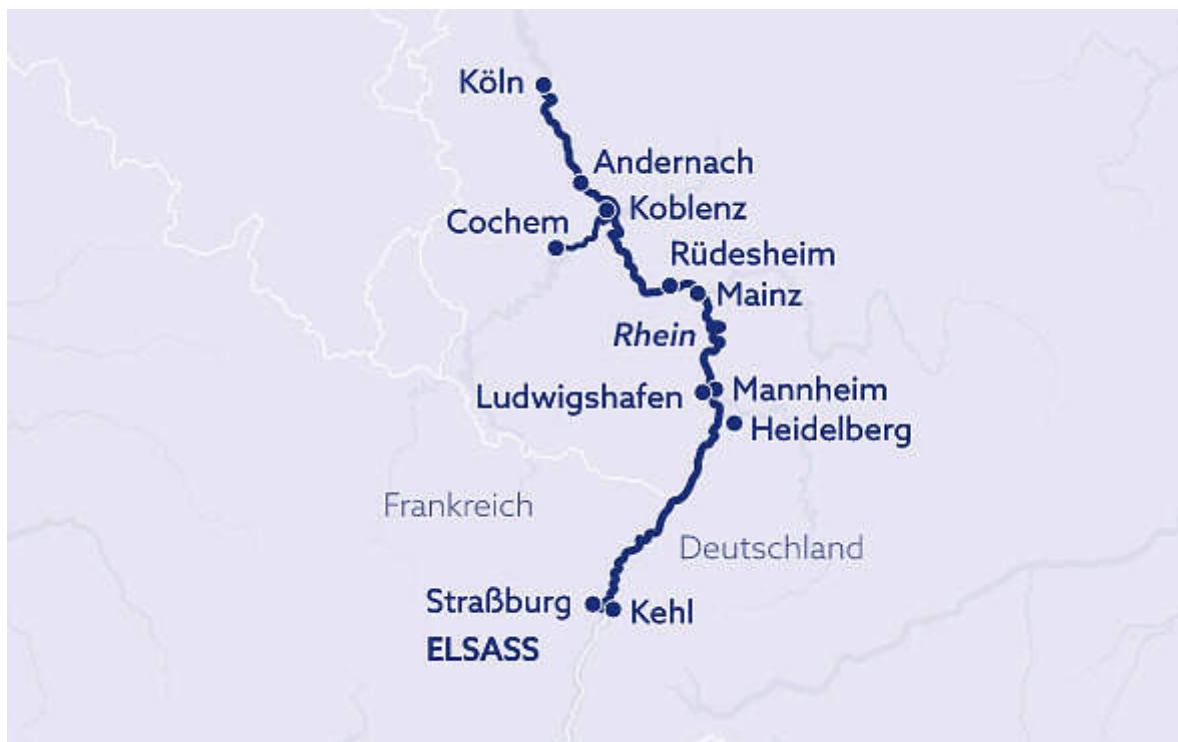 Köln
Andernach
Koblenz
Cochem
Rüdesheim
Mainz
Rhein
Mannheim
Ludwigshafen
Heidelberg
Frankreich
Deutschland
Straßburg
Kehl
ELSASS